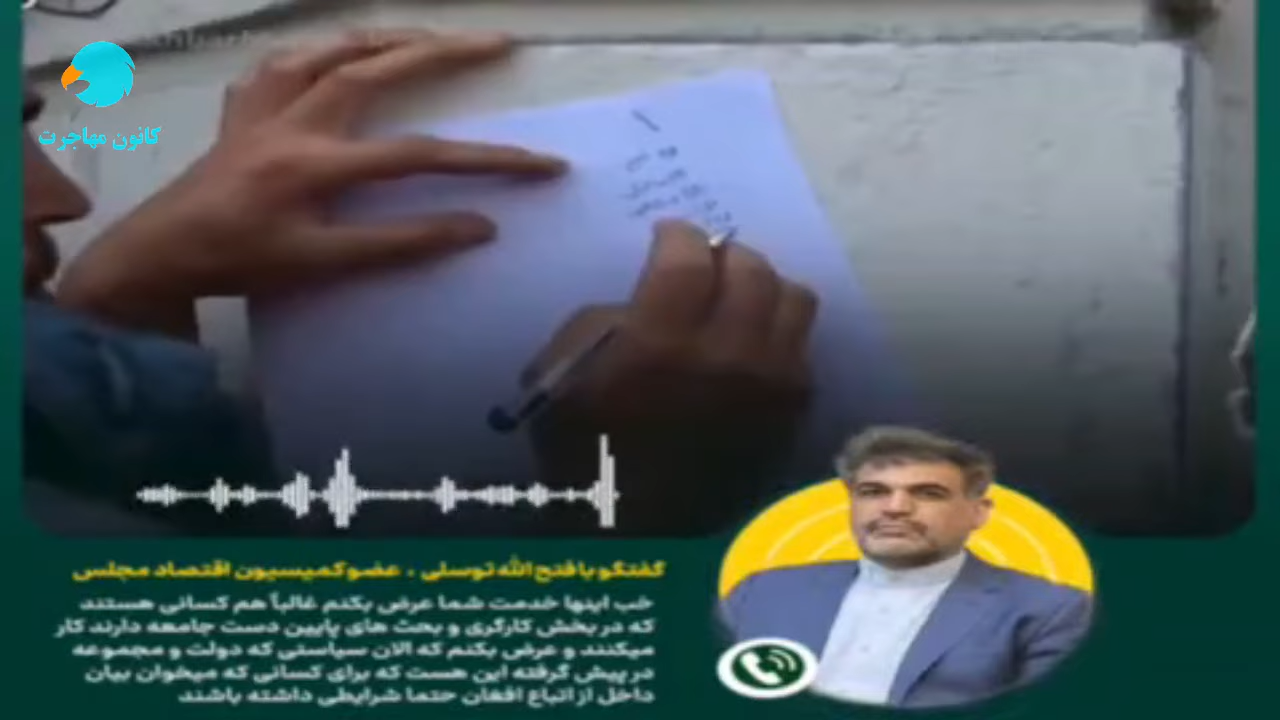 کانون مهاجرت
گفتگو با فتح الله توسلی . عضو کمیسیون اقتصاد مجلس
خب اینها خدمت شما عرض بکنم غالباً هم کسانی هستند
که در بخش کارگری و بحث های پایین دست جامعه دارند کار
میکنند و عرض بکنم که الان سیاستی که دولت و مجموعه
در پیش گرفته این هست که برای کسانی که میخوان بیان
داخل از اتباع افغان حتما شرایطی داشته باشند